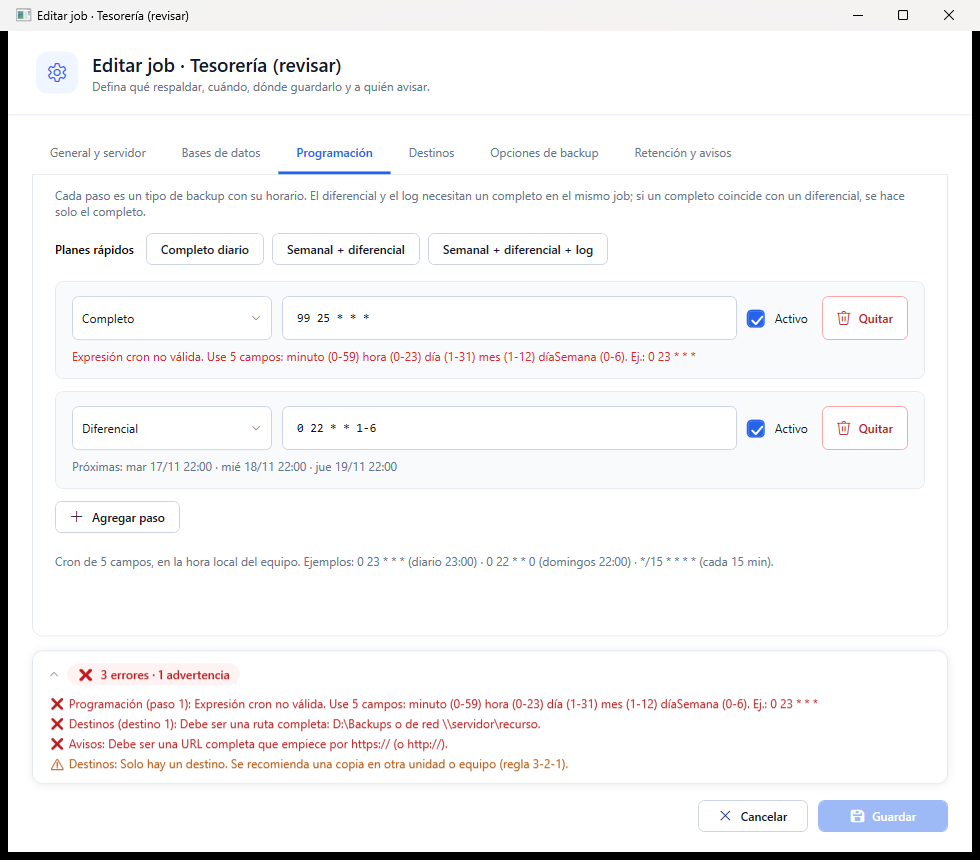 Editar job · Tesorería (revisar)
Editar job · Tesorería (revisar)
Defina qué respaldar, cuándo, dónde guardarlo y a quién avisar.
General y servidor
Bases de datos
Programación
Destinos
Opciones de backup
Retención y avisos
Cada paso es un tipo de backup con su horario. El diferencial y el log necesitan un completo en el mismo job; si un completo coincide con un diferencial, se hace
solo el completo.
Planes rápidos
Completo diario
Semanal + diferencial
Semanal + diferencial + log
Completo
99 25 * * *
Activo
Quitar
Expresión cron no válida. Use 5 campos: minuto (0-59) hora (0-23) día (1-31) mes (1-12) díaSemana (0-6). Ej.: 0 23 * * *
Diferencial
0 22 * * 1-6
Activo
Quitar
Próximas: mar 17/11 22:00 · mié 18/11 22:00 · jue 19/11 22:00
Agregar paso
Cron de 5 campos, en la hora local del equipo. Ejemplos: 0 23 * * * (diario 23:00) · 0 22 * * 0 (domingos 22:00) · */15 * * * * (cada 15 min).
3 errores · 1 advertencia
Programación (paso 1): Expresión cron no válida. Use 5 campos: minuto (0-59) hora (0-23) día (1-31) mes (1-12) díaSemana (0-6). Ej.: 0 23 * * *
Destinos (destino 1): Debe ser una ruta completa: D:\Backups o de red \\servidor\recurso.
Avisos: Debe ser una URL completa que empiece por https:// (o http://).
Destinos: Solo hay un destino. Se recomienda una copia en otra unidad o equipo (regla 3-2-1).
Cancelar
Guardar